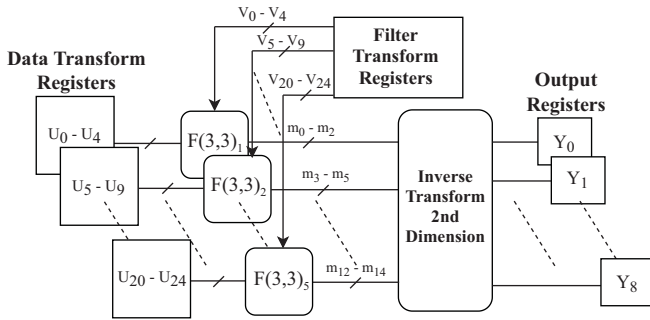 V₀ - V₄
V₅ - V₉
V₂₀ - V₂₄
Filter
Transform
Registers
Data Transform
Registers
Output
Registers
U₀ - U₄
F(3,3)₁
m₀ - m₂
Y₀
U₅ - U₉
F(3,3)₂
m₃ - m₅
Y₁
Inverse
Transform
2nd
Dimension
U₂₀ - U₂₄
F(3,3)₅
m₁₂ - m₁₄
Y₈